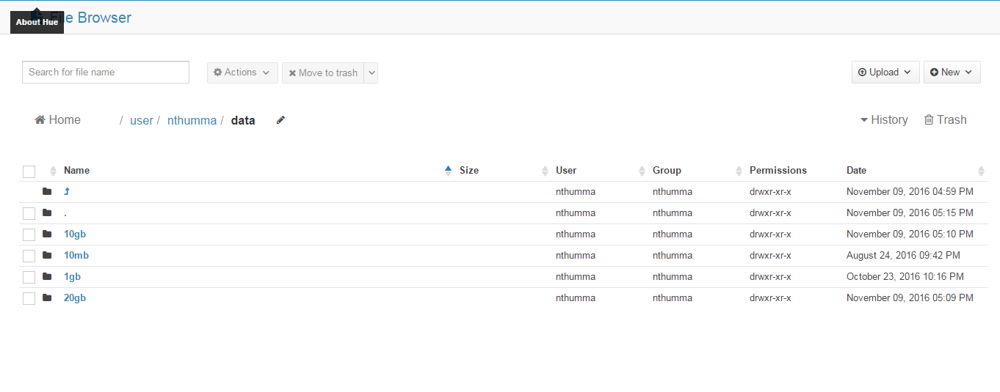 File Browser
About Hue
Search for file name Actions Move to trash Upload New
Home / user / nthumma / data History Trash
Name Size User Group Permissions Date
nthumma nthumma drwxr-xr-x November 09, 2016 04:59 PM
. nthumma nthumma drwxr-xr-x November 09, 2016 05:15 PM
10gb nthumma nthumma drwxr-xr-x November 09, 2016 05:10 PM
10mb nthumma nthumma drwxr-xr-x August 24, 2016 09:42 PM
1gb nthumma nthumma drwxr-xr-x October 23, 2016 10:16 PM
20gb nthumma nthumma drwxr-xr-x November 09, 2016 05:09 PM